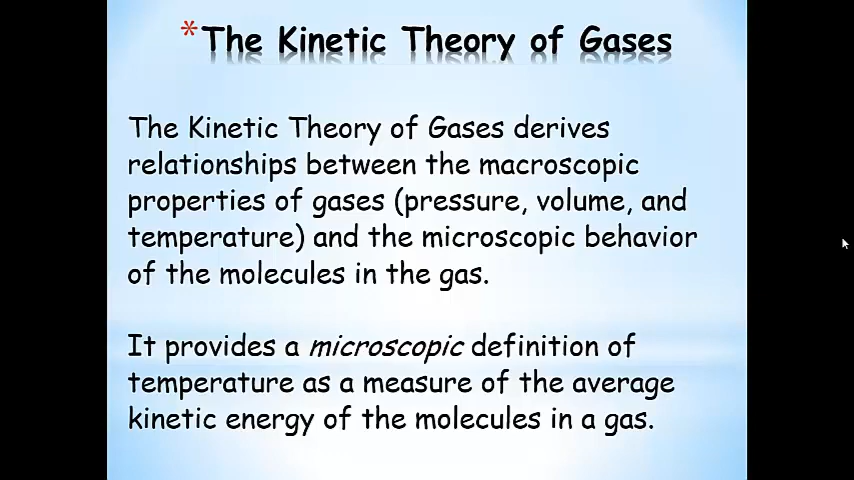 *The Kinetic Theory of Gases
The Kinetic Theory of Gases derives
relationships between the macroscopic
properties of gases (pressure, volume, and
temperature) and the microscopic behavior
of the molecules in the gas.
It provides a microscopic definition of
temperature as a measure of the average
kinetic energy of the molecules in a gas.